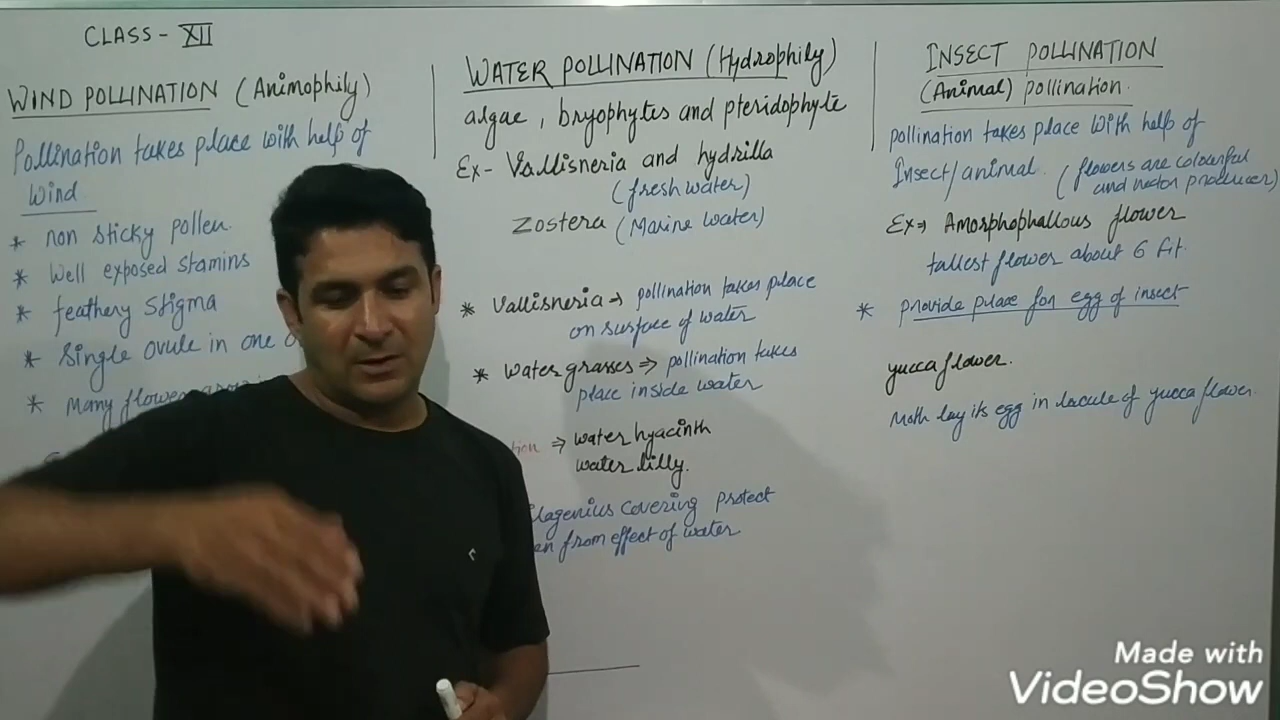 CLASS - XII
WIND POLLINATION (Animophily)
Pollination takes place with help of
Wind
* non sticky pollen.
* Well exposed stamins
* feathery stigma
* Single ovule in one
* Many flower
WATER POLLINATION (Hydrophily)
algae, bryophytes and pteridophyte
Ex- Vallisneria and hydrilla
(fresh water)
Zostera (Marine water)
* Vallisneria → pollination takes place
on surface of water
* Water grasses ⇒ pollination takes
place inside water
⇒ water hyacinth
water lilly.
covering protect
from effect of water
INSECT POLLINATION
(Animal) pollination.
pollination takes place with help of
Insect/animal. (flowers are colourful
and nector producer)
Ex ⇒ Amorphophallous flower
tallest flower about 6 fit.
* provide place for egg of insect
yucca flower.
Moth lay its egg in locule of yucca flower.
Made with
VideoShow